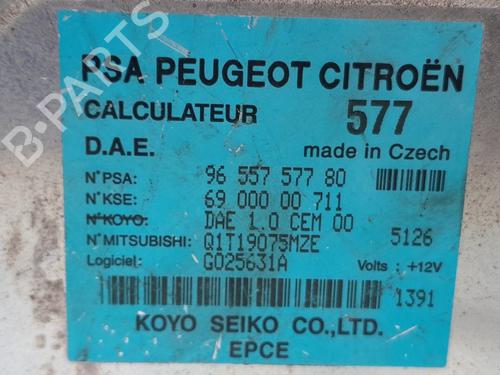 PSA PEUGEOT CITROËN
CALCULATEUR 577
D.A.E. made in Czech
N°PSA: 96 557 577 80
N°KSE: 69 000 00 711
N°KOYO: DAE 1.0 CEM 00
N°MITSUBISHI: Q1T19075MZE 5126
Logiciel: G025631A Volts : +12V
1391
KOYO SEIKO CO.,LTD.
EPCE
B-PARTS